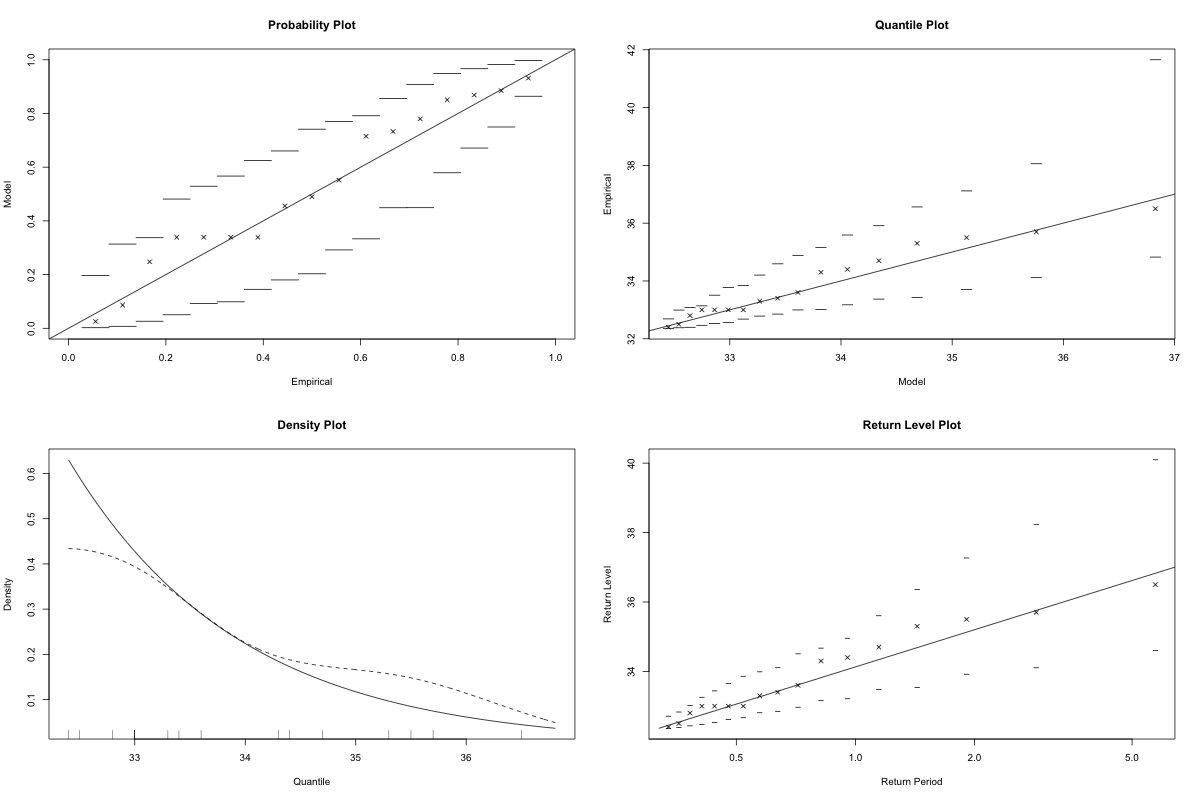 Probability Plot
Model
0.0 0.2 0.4 0.6 0.8 1.0
0.0 0.2 0.4 0.6 0.8 1.0
Empirical
Quantile Plot
Empirical
32 34 36 38 40 42
33 34 35 36 37
Model
Density Plot
Density
0.1 0.2 0.3 0.4 0.5 0.6
33 34 35 36
Quantile
Return Level Plot
Return Level
34 36 38 40
0.5 1.0 2.0 5.0
Return Period